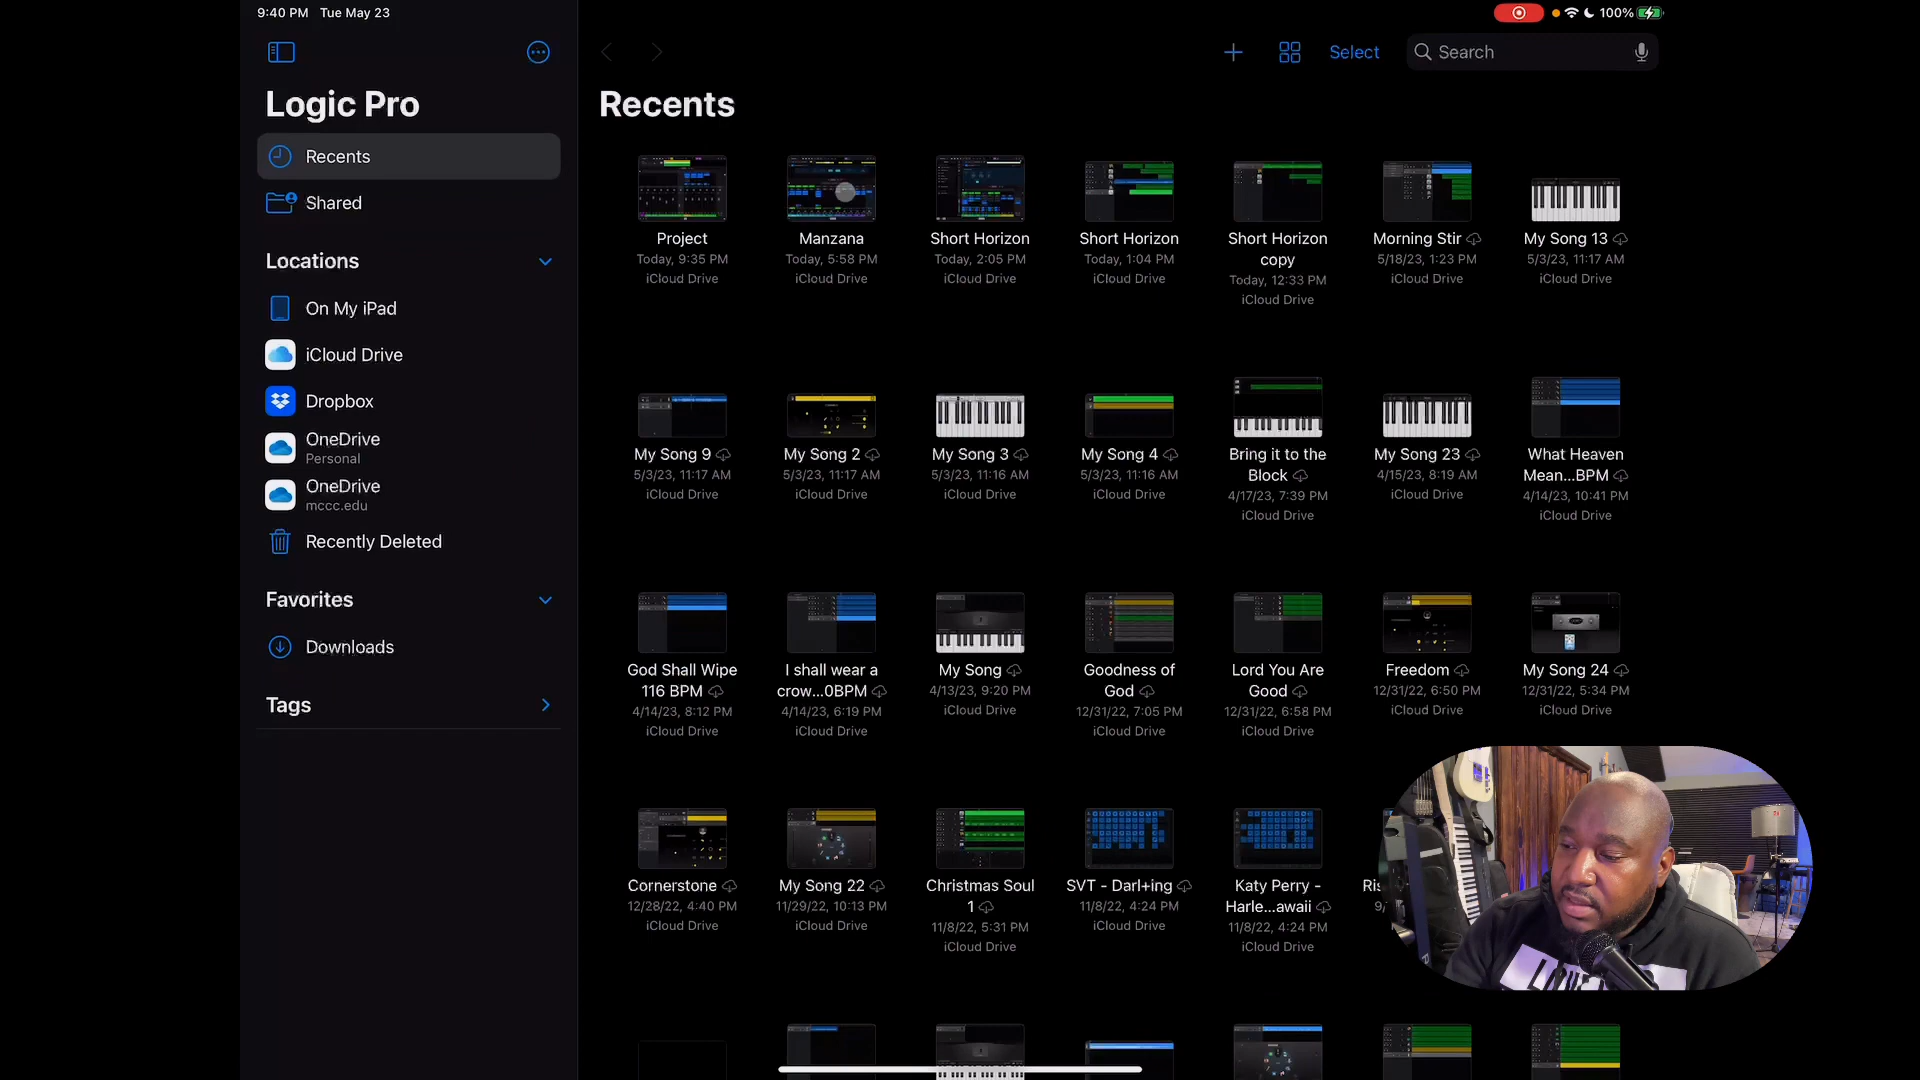 9:40 PM Tue May 23
100%
Logic Pro
Recents
Shared
Locations
On My iPad
iCloud Drive
Dropbox
OneDrive
Personal
OneDrive
mccc.edu
Recently Deleted
Favorites
Downloads
Tags
Select
Search
Recents
Project
Today, 9:35 PM
iCloud Drive
Manzana
Today, 5:58 PM
iCloud Drive
Short Horizon
Today, 2:05 PM
iCloud Drive
Short Horizon
Today, 1:04 PM
iCloud Drive
Short Horizon
copy
Today, 12:33 PM
iCloud Drive
Morning Stir
5/18/23, 1:23 PM
iCloud Drive
My Song 13
5/3/23, 11:17 AM
iCloud Drive
My Song 9
5/3/23, 11:17 AM
iCloud Drive
My Song 2
5/3/23, 11:17 AM
iCloud Drive
My Song 3
5/3/23, 11:16 AM
iCloud Drive
My Song 4
5/3/23, 11:16 AM
iCloud Drive
Bring it to the
Block
4/17/23, 7:39 PM
iCloud Drive
My Song 23
4/15/23, 8:19 AM
iCloud Drive
What Heaven
Mean...BPM
4/14/23, 10:41 PM
iCloud Drive
God Shall Wipe
116 BPM
4/14/23, 8:12 PM
iCloud Drive
I shall wear a
crow...0BPM
4/14/23, 6:19 PM
iCloud Drive
My Song
4/13/23, 9:20 PM
iCloud Drive
Goodness of
God
12/31/22, 7:05 PM
iCloud Drive
Lord You Are
Good
12/31/22, 6:58 PM
iCloud Drive
Freedom
12/31/22, 6:50 PM
iCloud Drive
My Song 24
12/31/22, 5:34 PM
iCloud Drive
Cornerstone
12/28/22, 4:40 PM
iCloud Drive
My Song 22
11/29/22, 10:13 PM
iCloud Drive
Christmas Soul
1
11/8/22, 5:31 PM
iCloud Drive
SVT - Darl+ing
11/8/22, 4:24 PM
iCloud Drive
Katy Perry -
Harle...awaii
11/8/22, 4:24 PM
iCloud Drive
Ris
9/